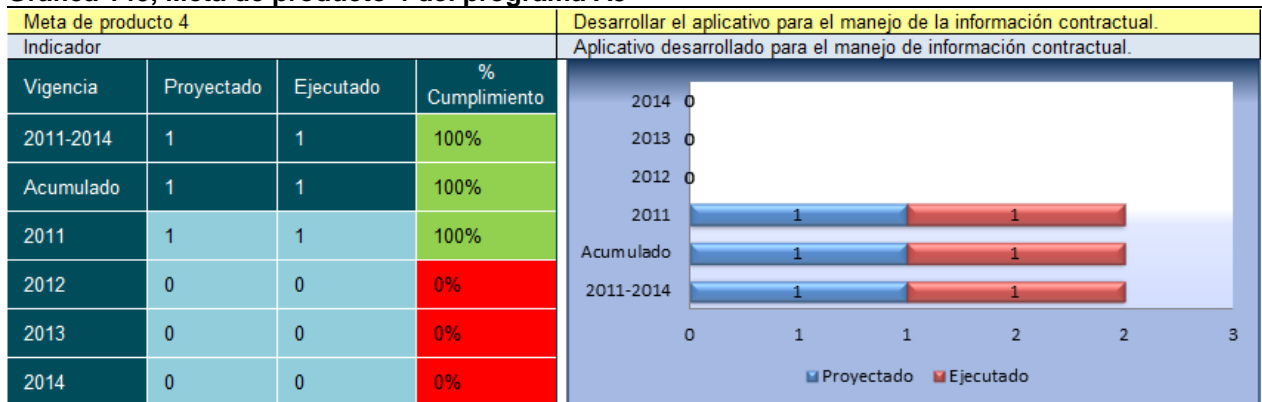 Meta de producto 4 Desarrollar el aplicativo para el manejo de la información contractual.
Indicador Aplicativo desarrollado para el manejo de información contractual.
Vigencia Proyectado Ejecutado % Cumplimiento
2011-2014 1 1 100%
Acumulado 1 1 100%
2011 1 1 100%
2012 0 0 0%
2013 0 0 0%
2014 0 0 0%
2014 0
2013 0
2012 0
2011 1 1
Acumulado 1 1
2011-2014 1 1
0 1 1 2 2 3
Proyectado Ejecutado